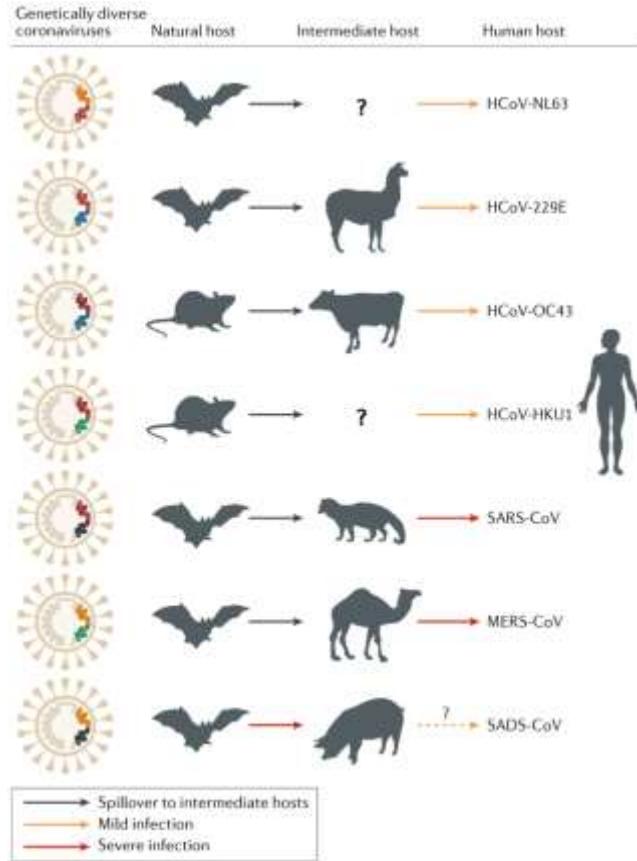 Genetically diverse
coronaviruses
Natural host
Intermediate host
Human host
?
HCoV-NL63
HCoV-229E
HCoV-OC43
?
HCoV-HKU1
SARS-CoV
MERS-CoV
?
SADS-CoV
Spillover to intermediate hosts
Mild infection
Severe infection